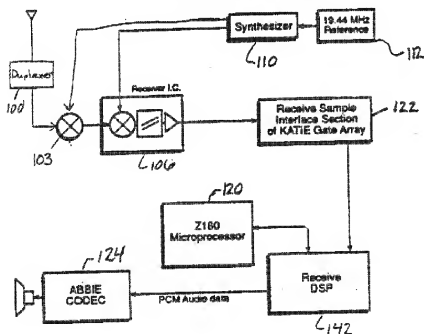 Synthesizer
110
19.44 MHz
Reference
112
Duplexer
100
103
Receiver I.C.
106
Receive Sample
Interface Section
of KATIE Gate Array
122
120
Z180
Microprocessor
124
ABBIE
CODEC
PCM Audio data
Receive
DSP
142